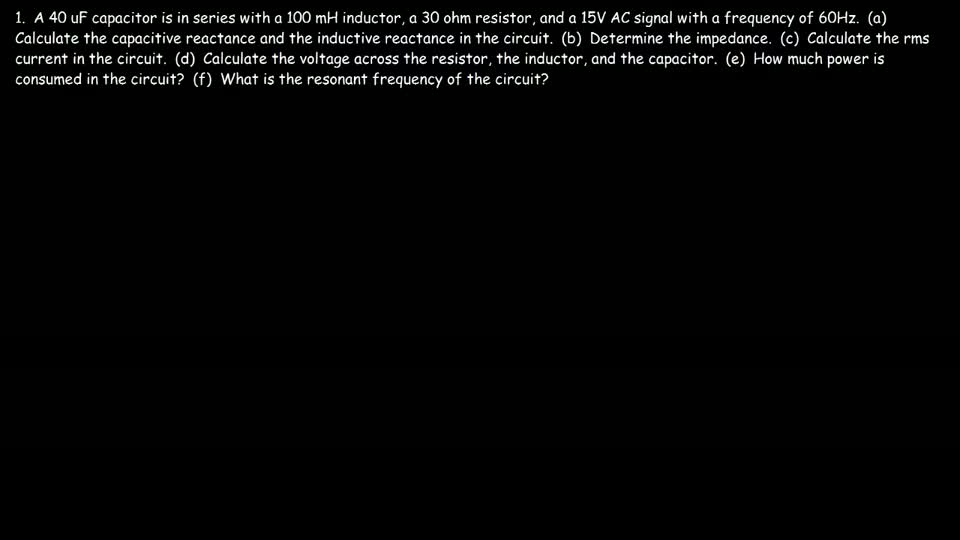 1. A 40 uF capacitor is in series with a 100 mH inductor, a 30 ohm resistor, and a 15V AC signal with a frequency of 60Hz. (a)
Calculate the capacitive reactance and the inductive reactance in the circuit. (b) Determine the impedance. (c) Calculate the rms
current in the circuit. (d) Calculate the voltage across the resistor, the inductor, and the capacitor. (e) How much power is
consumed in the circuit? (f) What is the resonant frequency of the circuit?